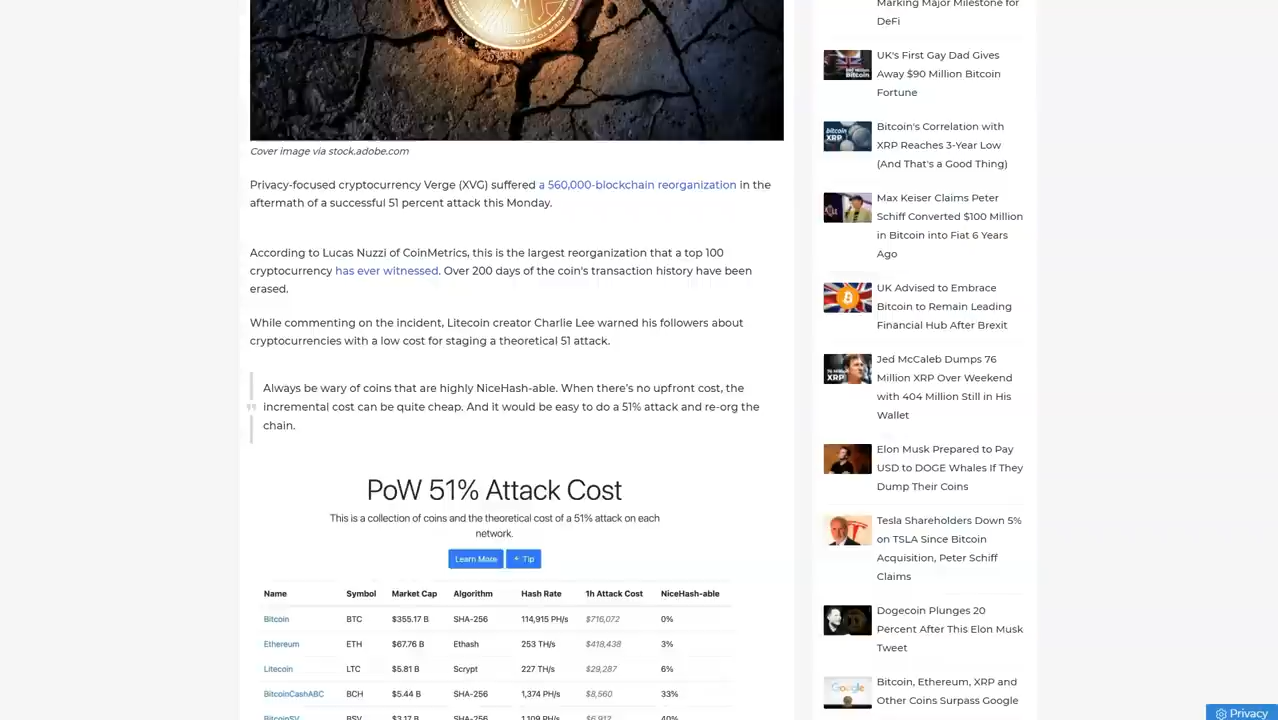 Cover image via stock.adobe.com
Privacy-focused cryptocurrency Verge (XVG) suffered a 560,000-blockchain reorganization in the
aftermath of a successful 51 percent attack this Monday.
According to Lucas Nuzzi of CoinMetrics, this is the largest reorganization that a top 100
cryptocurrency has ever witnessed. Over 200 days of the coin's transaction history have been
erased.
While commenting on the incident, Litecoin creator Charlie Lee warned his followers about
cryptocurrencies with a low cost for staging a theoretical 51 attack.
Always be wary of coins that are highly NiceHash-able. When there's no upfront cost, the
incremental cost can be quite cheap. And it would be easy to do a 51% attack and re-org the
chain.
PoW 51% Attack Cost
This is a collection of coins and the theoretical cost of a 51% attack on each
network.
Learn More Tip
Name Symbol Market Cap Algorithm Hash Rate 1h Attack Cost NiceHash-able
Bitcoin BTC $355.17 B SHA-256 114,915 PH/s $716,072 0%
Ethereum ETH $67.76 B Ethash 253 TH/s $418,438 3%
Litecoin LTC $5.81 B Scrypt 227 TH/s $29,287 6%
BitcoinCashABC BCH $5.44 B SHA-256 1,374 PH/s $8,560 33%
BitcoinSV BSV $3.17 B SHA-256 1,109 PH/s $6,912 40%
Marking Major Milestone for
DeFi
UK's First Gay Dad Gives
Away $90 Million Bitcoin
Fortune
Bitcoin's Correlation with
XRP Reaches 3-Year Low
(And That's a Good Thing)
Max Keiser Claims Peter
Schiff Converted $100 Million
in Bitcoin into Fiat 6 Years
Ago
UK Advised to Embrace
Bitcoin to Remain Leading
Financial Hub After Brexit
Jed McCaleb Dumps 76
Million XRP Over Weekend
with 404 Million Still in His
Wallet
Elon Musk Prepared to Pay
USD to DOGE Whales If They
Dump Their Coins
Tesla Shareholders Down 5%
on TSLA Since Bitcoin
Acquisition, Peter Schiff
Claims
Dogecoin Plunges 20
Percent After This Elon Musk
Tweet
Bitcoin, Ethereum, XRP and
Other Coins Surpass Google
Privacy